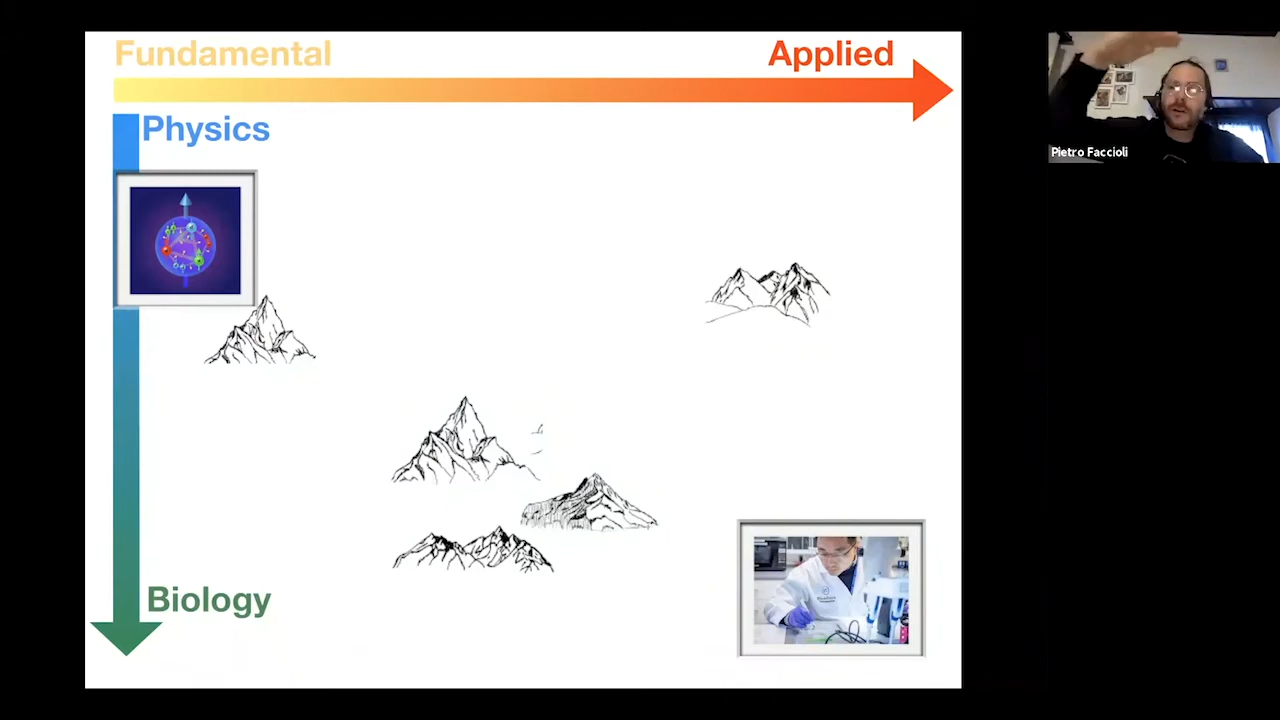 Fundamental
Applied
Physics
Pietro Faccioli
Biology